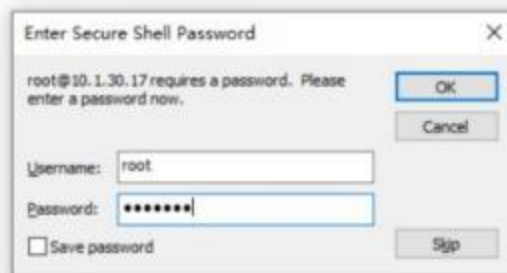 Enter Secure Shell Password
root@10.1.30.17 requires a password. Please
enter a password now.
OK
Cancel
Username: root
Password: •••••••
Save password
Skip